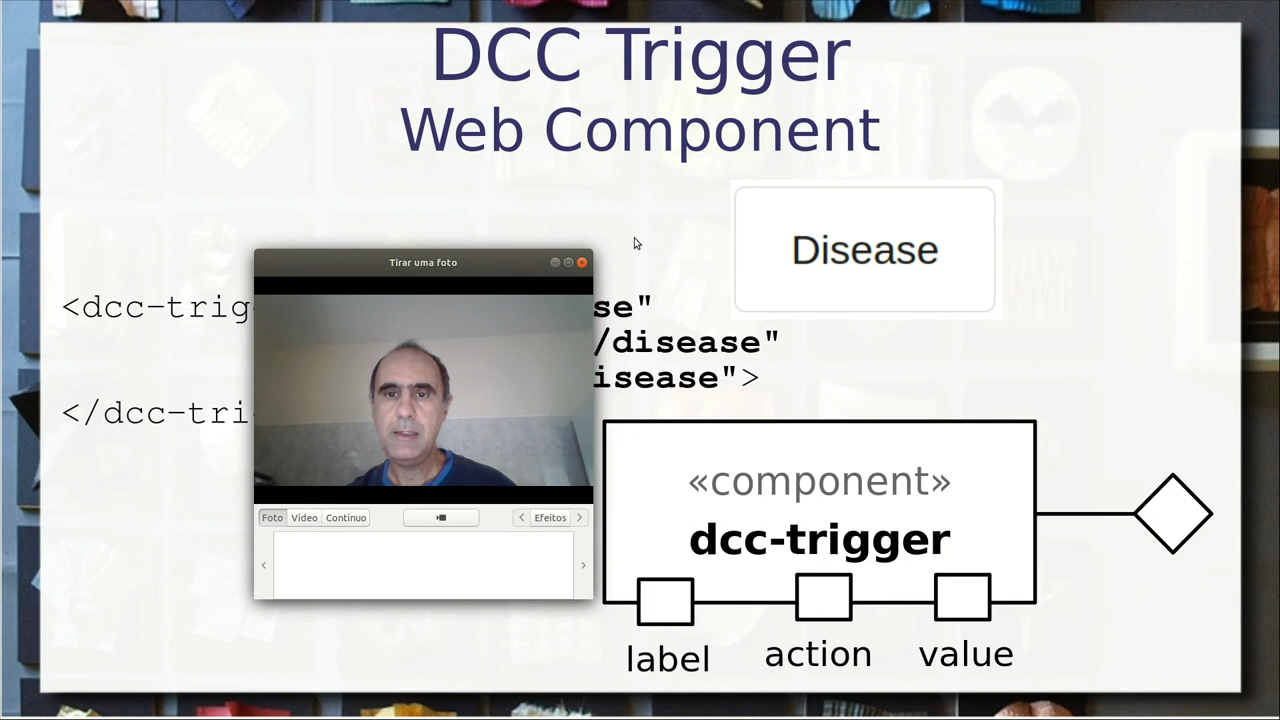 DCC Trigger
Web Component
Disease
Tirar uma foto
<dcc-trig
se"
/disease"
isease">
</dcc-tri
Foto Vídeo Contínuo
Efeitos
«component»
dcc-trigger
label action value